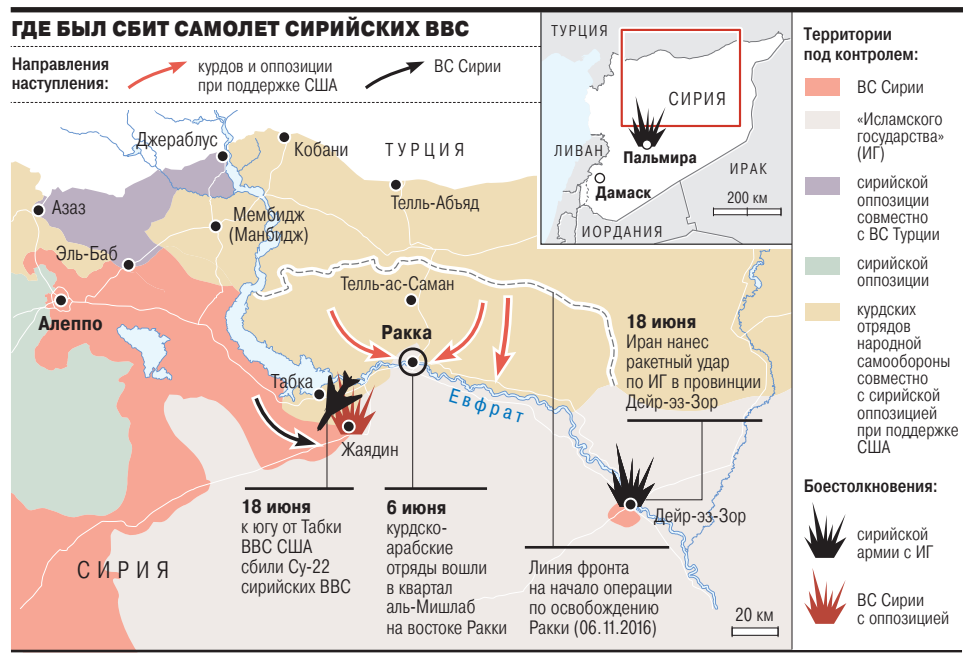 ГДЕ БЫЛ СБИТ САМОЛЕТ СИРИЙСКИХ ВВС
Направления
наступления:
курдов и оппозиции
при поддержке США
ВС Сирии
ТУРЦИЯ
СИРИЯ
ЛИВАН
Пальмира
ИРАК
Дамаск
200 км
ИОРДАНИЯ
Джераблус
Кобани
ТУРЦИЯ
Азаз
Мембидж
(Манбидж)
Телль-Абъяд
Эль-Баб
Телль-ас-Саман
Алеппо
Ракка
Табка
Евфрат
Жаядин
Дейр-эз-Зор
СИРИЯ
18 июня
Иран нанес
ракетный удар
по ИГ в провинции
Дейр-эз-Зор
18 июня
к югу от Табки
ВВС США
сбили Су-22
сирийских ВВС
6 июня
курдско-
арабские
отряды вошли
в квартал
аль-Мишлаб
на востоке Ракки
Линия фронта
на начало операции
по освобождению
Ракки (06.11.2016)
20 км
Территории
под контролем:
ВС Сирии
«Исламского
государства»
(ИГ)
сирийской
оппозиции
совместно
с ВС Турции
сирийской
оппозиции
курдских
отрядов
народной
самообороны
совместно
с сирийской
оппозицией
при поддержке
США
Боестолкновения:
сирийской
армии с ИГ
ВС Сирии
с оппозицией